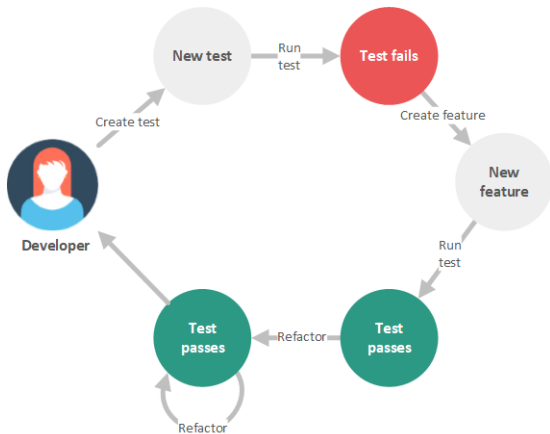 New test
Run
test
Test fails
Create test
Create feature
New
feature
Developer
Run
test
Test
passes
Refactor
Test
passes
Refactor